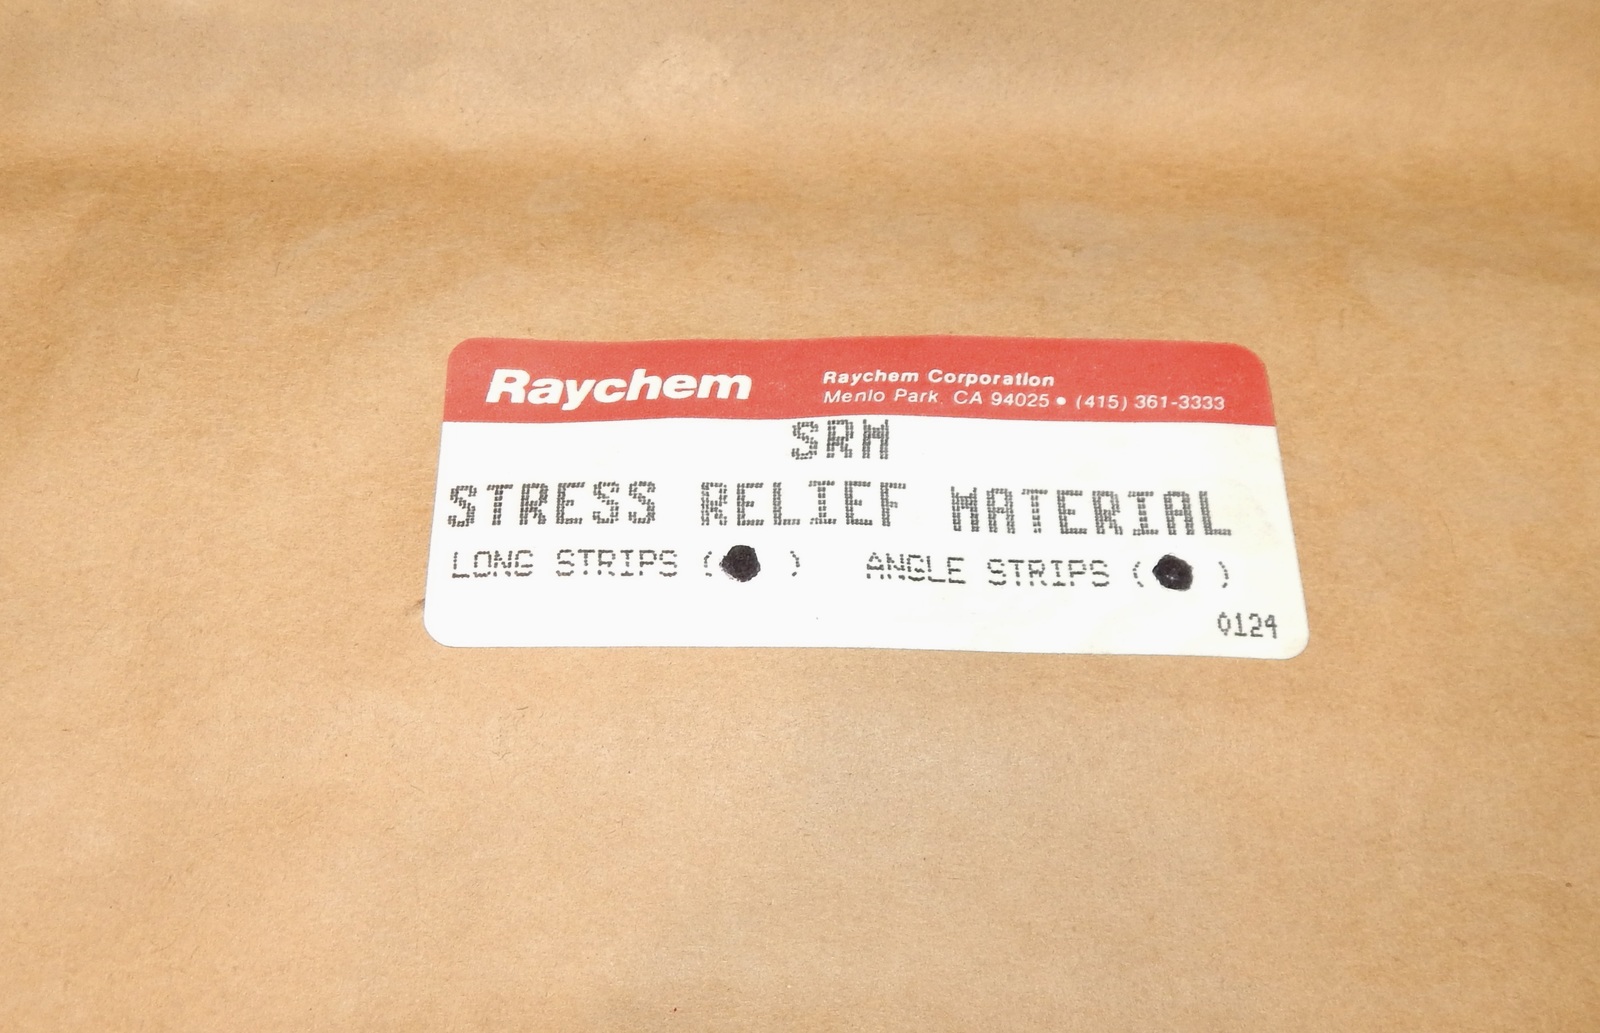 Raychem
Raychem Corporation
Menlo Park, CA 94025 • (415) 361-3333
SRM
STRESS RELIEF MATERIAL
LONG STRIPS (● ) ANGLE STRIPS (● )
0124